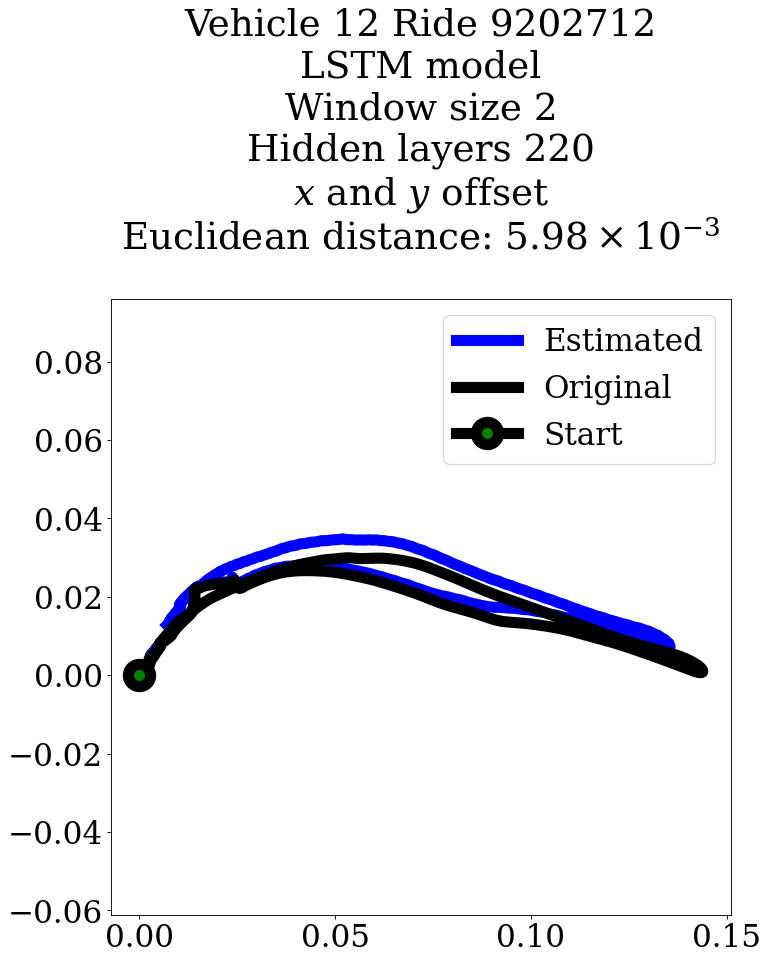 Vehicle 12 Ride 9202712
LSTM model
Window size 2
Hidden layers 220
x and y offset
Euclidean distance: 5.98 × 10⁻³
Estimated
Original
Start
0.08
0.06
0.04
0.02
0.00
−0.02
−0.04
−0.06
0.00 0.05 0.10 0.15